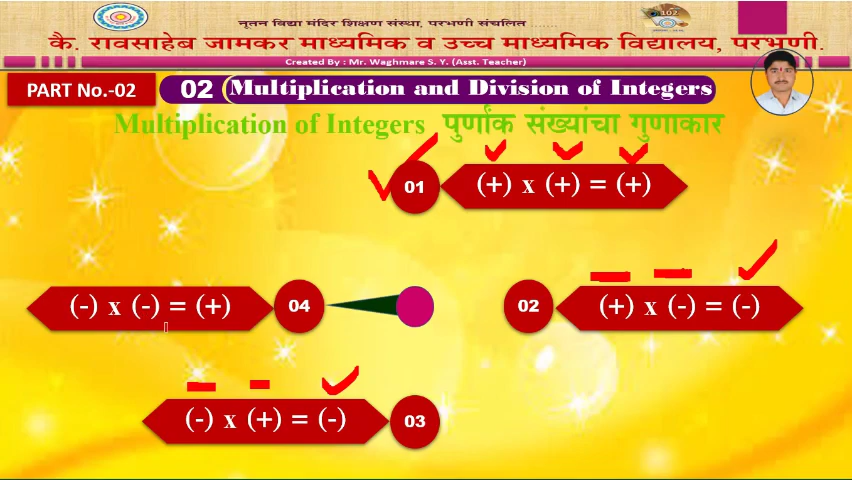 नूतन विद्या मंदिर शिक्षण संस्था, परभणी संचलित ............
102
कै. रावसाहेब जामकर माध्यमिक व उच्च माध्यमिक विद्यालय, परभणी.
Created By : Mr. Waghmare S. Y. (Asst. Teacher)
PART No.-02
02 (Multiplication and Division of Integers
Multiplication of Integers पुर्णांक संख्यांचा गुणाकार
01 (+) x (+) = (+)
(-) x (-) = (+) 04
02 (+) x (-) = (-)
(-) x (+) = (-) 03